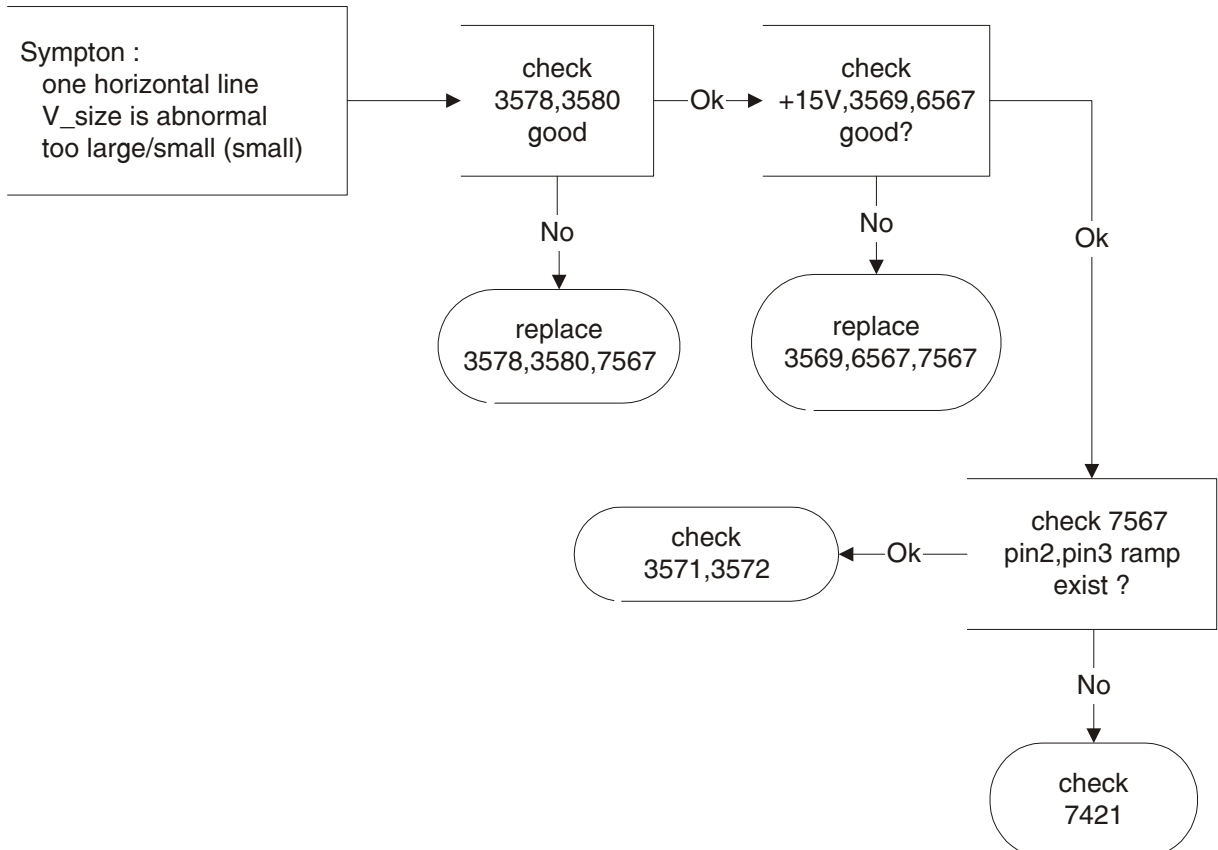 Sympton :
one horizontal line
V_size is abnormal
too large/small (small)
check
3578,3580
good
Ok
check
+15V,3569,6567
good?
No
replace
3578,3580,7567
No
replace
3569,6567,7567
Ok
check 7567
pin2,pin3 ramp
exist ?
Ok
check
3571,3572
No
check
7421